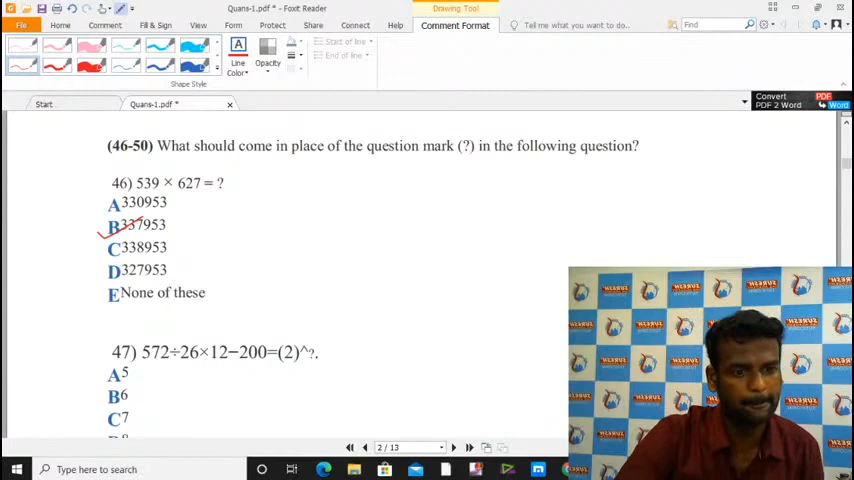 Quans-1.pdf * - Foxit Reader
Drawing Tool
File
Home
Comment
Fill & Sign
View
Form
Protect
Share
Connect
Help
Comment Format
Tell me what you want to do...
Find
Line Color
Opacity
Start of line
End of line
Shape Style
Start
Quans-1.pdf *
Convert PDF
PDF 2 Word Word
(46-50) What should come in place of the question mark (?) in the following question?
46) 539 × 627 = ?
A 330953
B 337953
C 338953
D 327953
E None of these
47) 572÷26×12−200=(2)^?.
A 5
B 6
C 7
2 / 13
Type here to search
SURESH